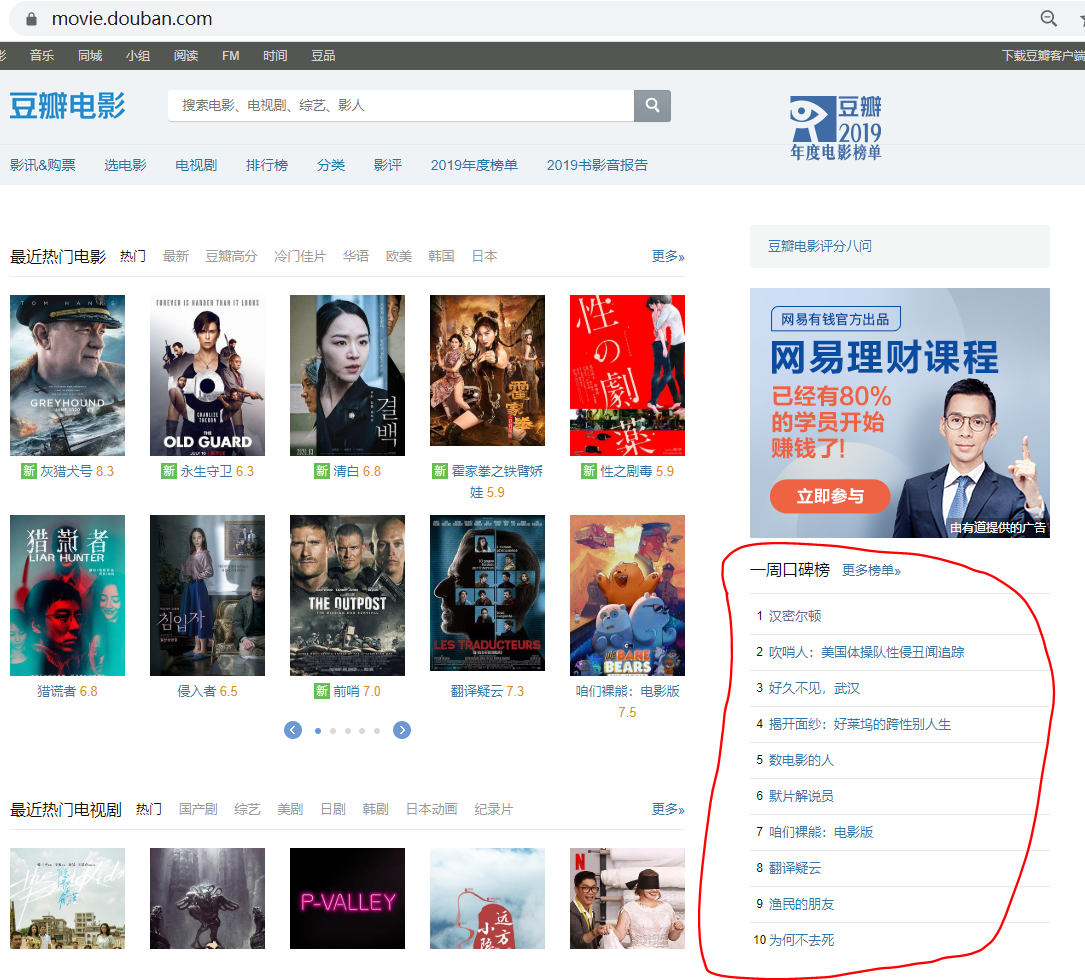 movie.douban.com
音乐 同城 小组 阅读 FM 时间 豆品
下载豆瓣客户端
豆瓣电影
搜索电影、电视剧、综艺、影人
豆瓣
2019
年度电影榜单
影讯&购票 选电影 电视剧 排行榜 分类 影评 2019年度榜单 2019书影音报告
最近热门电影 热门 最新 豆瓣高分 冷门佳片 华语 欧美 韩国 日本 更多»
TOM HANKS
GREYHOUND
FOREVER IS HARDER THAN IT LOOKS
CHARLIZE
THERON
THE
OLD GUARD
결백
霍家拳
性の劇薬
新 灰猎犬号 8.3
新 永生守卫 6.3
新 清白 6.8
新 霍家拳之铁臂娇
娃 5.9
新 性之剧毒 5.9
猎谎者
LIAR HUNTER
침입자
THE OUTPOST
LES TRADUCTEURS
BARE
BEARS
猎谎者 6.8
侵入者 6.5
新 前哨 7.0
翻译疑云 7.3
咱们裸熊：电影版
7.5
最近热门电视剧 热门 国产剧 综艺 美剧 日剧 韩剧 日本动画 纪录片 更多»
P-VALLEY
远方
小
N
豆瓣电影评分八问
网易有钱官方出品
网易理财课程
已经有80%
的学员开始
赚钱了!
立即参与
由有道提供的广告
一周口碑榜 更多榜单»
1 汉密尔顿
2 吹哨人：美国体操队性侵丑闻追踪
3 好久不见，武汉
4 揭开面纱：好莱坞的跨性别人生
5 数电影的人
6 默片解说员
7 咱们裸熊：电影版
8 翻译疑云
9 渔民的朋友
10 为何不去死